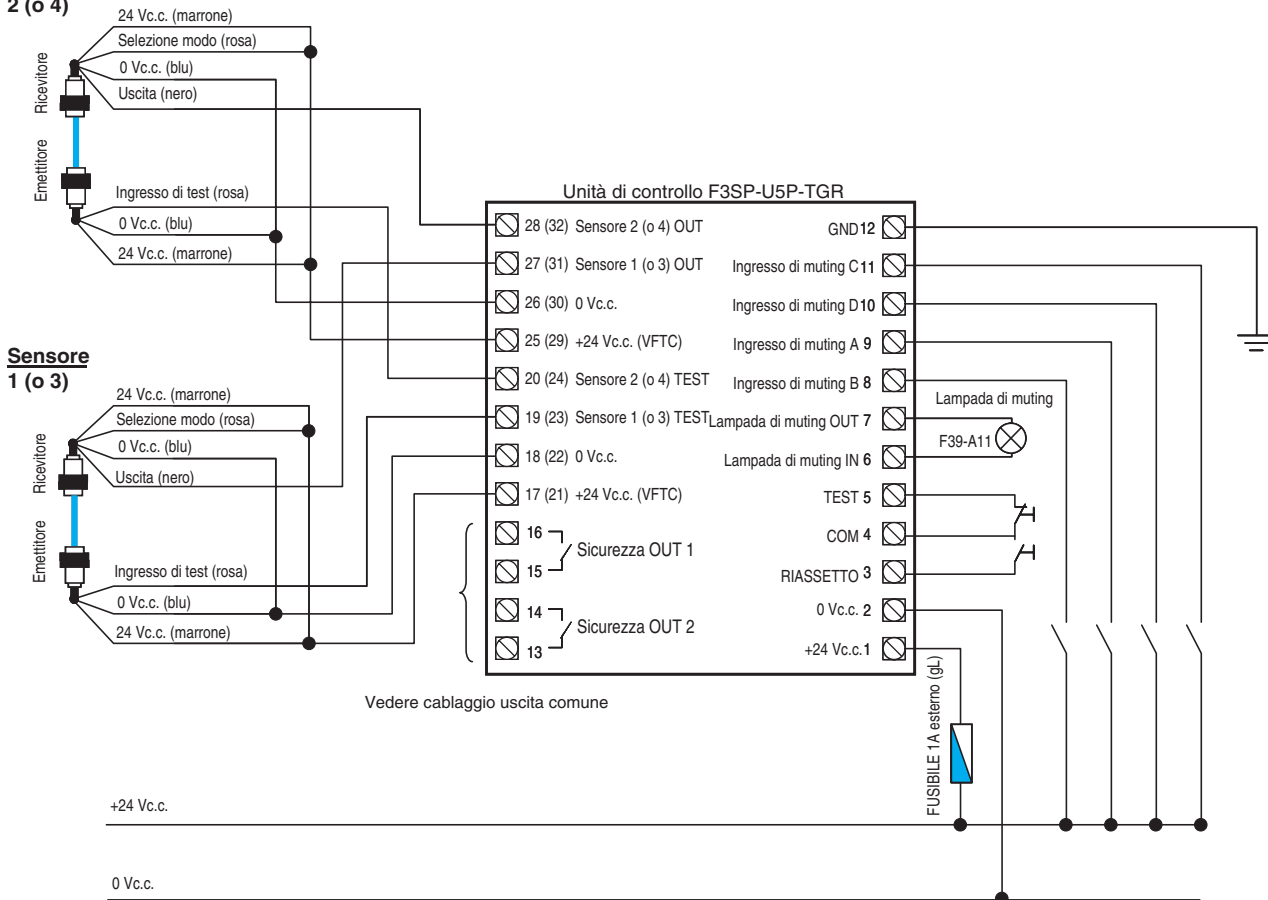 2 (o 4)
24 Vc.c. (marrone)
Selezione modo (rosa)
0 Vc.c. (blu)
Uscita (nero)
Ricevitore
Emettitore
Ingresso di test (rosa)
0 Vc.c. (blu)
24 Vc.c. (marrone)
Sensore
1 (o 3)
24 Vc.c. (marrone)
Selezione modo (rosa)
0 Vc.c. (blu)
Uscita (nero)
Ricevitore
Emettitore
Ingresso di test (rosa)
0 Vc.c. (blu)
24 Vc.c. (marrone)
Unità di controllo F3SP-U5P-TGR
28 (32) Sensore 2 (o 4) OUT
27 (31) Sensore 1 (o 3) OUT
26 (30) 0 Vc.c.
25 (29) +24 Vc.c. (VFTC)
20 (24) Sensore 2 (o 4) TEST
19 (23) Sensore 1 (o 3) TEST
18 (22) 0 Vc.c.
17 (21) +24 Vc.c. (VFTC)
16
Sicurezza OUT 1
15
14
Sicurezza OUT 2
13
GND12
Ingresso di muting C11
Ingresso di muting D10
Ingresso di muting A 9
Ingresso di muting B 8
Lampada di muting OUT 7
Lampada di muting IN 6
TEST 5
COM 4
RIASSETTO 3
0 Vc.c. 2
+24 Vc.c.1
Lampada di muting
F39-A11
FUSIBILE 1A esterno (gL)
Vedere cablaggio uscita comune
+24 Vc.c.
0 Vc.c.